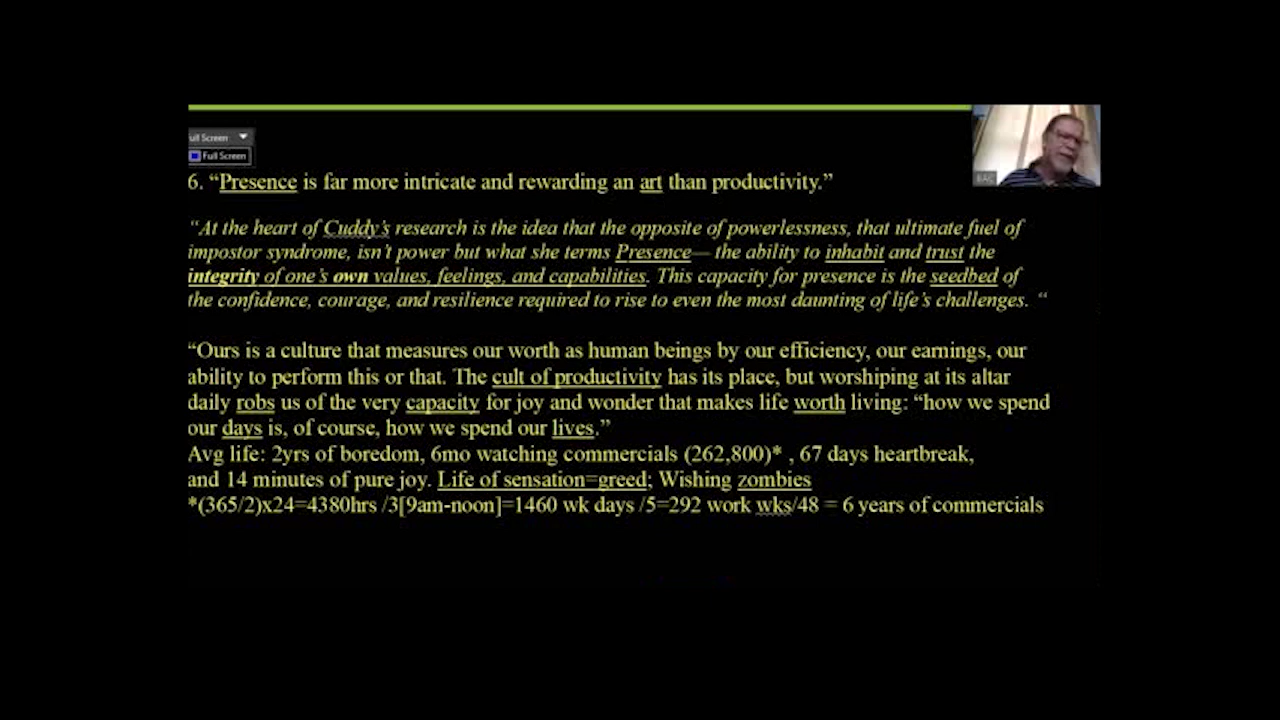 ull Screen
Full Screen
6. “Presence is far more intricate and rewarding an art than productivity.”
“At the heart of Cuddy’s research is the idea that the opposite of powerlessness, that ultimate fuel of
impostor syndrome, isn’t power but what she terms Presence— the ability to inhabit and trust the
integrity of one’s own values, feelings, and capabilities. This capacity for presence is the seedbed of
the confidence, courage, and resilience required to rise to even the most daunting of life’s challenges. “
“Ours is a culture that measures our worth as human beings by our efficiency, our earnings, our
ability to perform this or that. The cult of productivity has its place, but worshiping at its altar
daily robs us of the very capacity for joy and wonder that makes life worth living: “how we spend
our days is, of course, how we spend our lives.”
Avg life: 2yrs of boredom, 6mo watching commercials (262,800)* , 67 days heartbreak,
and 14 minutes of pure joy. Life of sensation=greed; Wishing zombies
*(365/2)x24=4380hrs /3[9am-noon]=1460 wk days /5=292 work wks/48 = 6 years of commercials